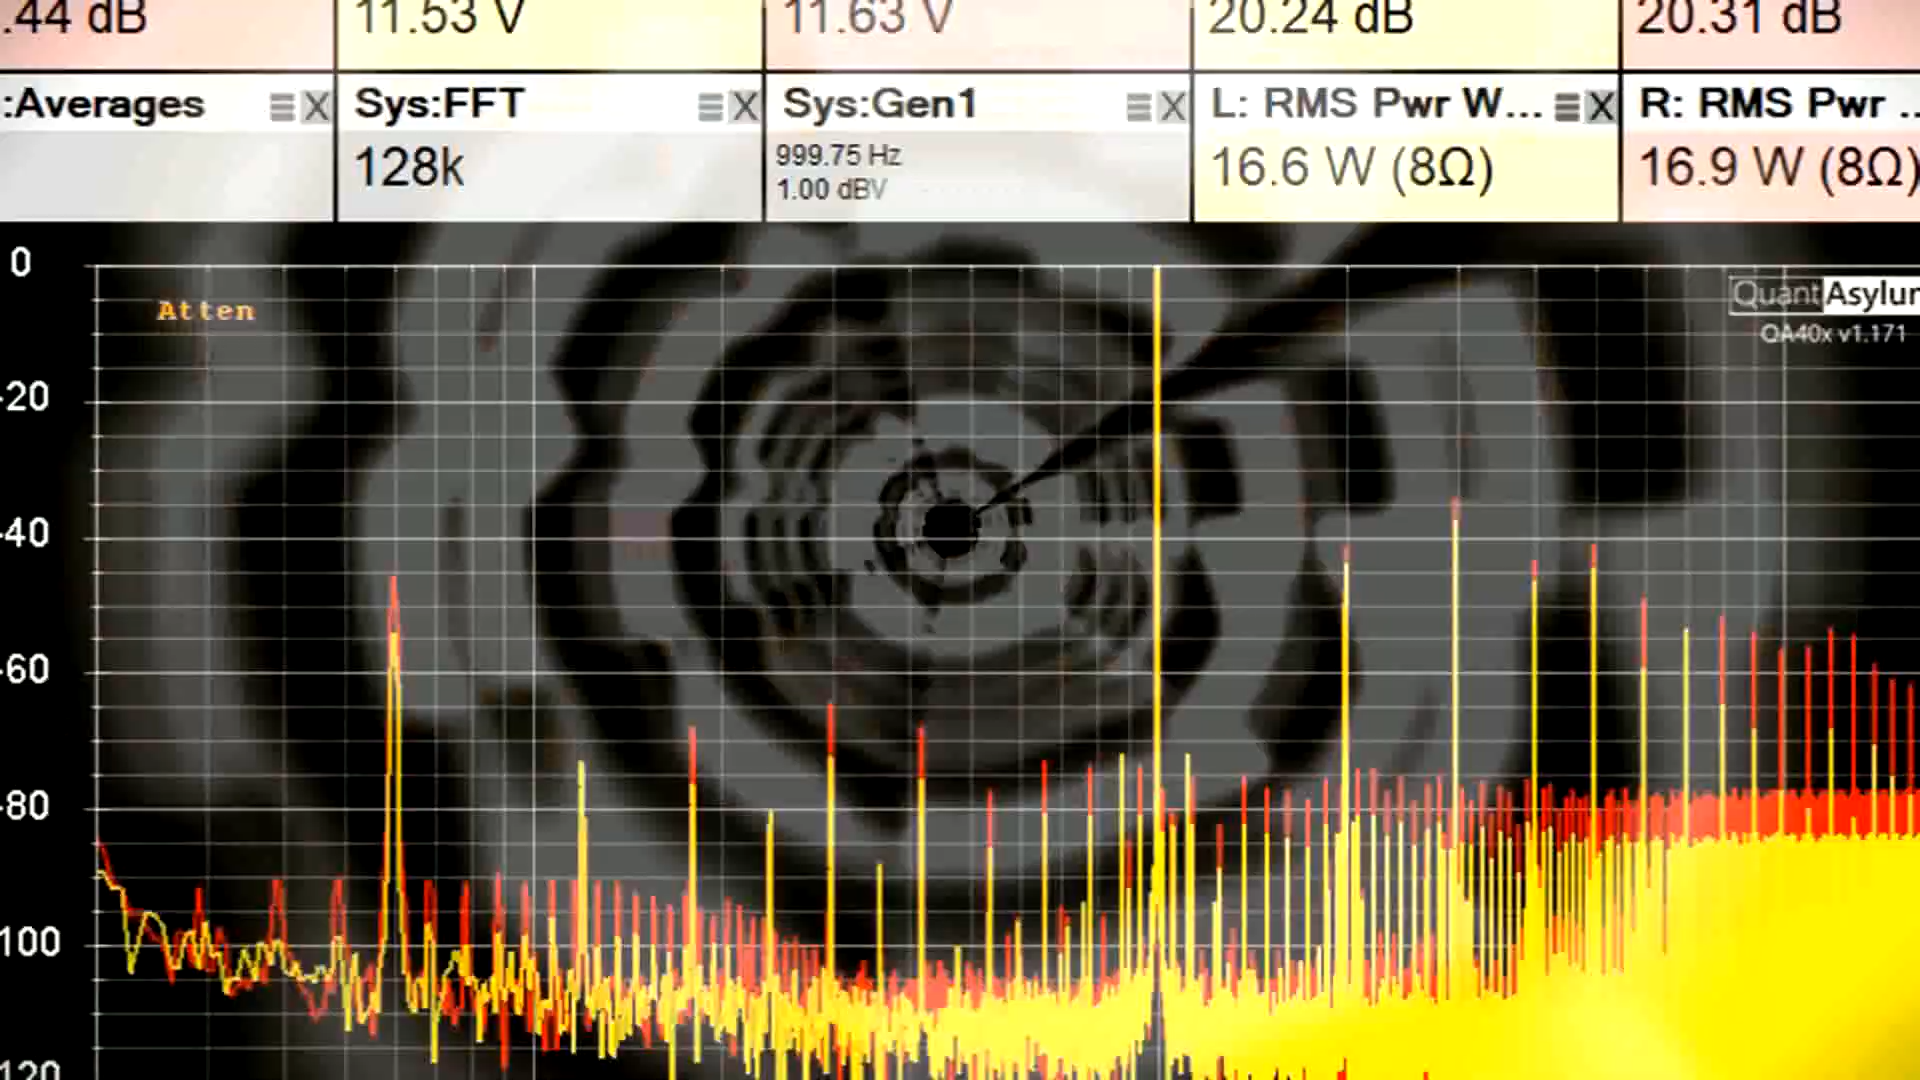 .44 dB
11.53 V
11.63 V
20.24 dB
20.31 dB
:Averages
Sys:FFT
Sys:Gen1
L: RMS Pwr W...
R: RMS Pwr ..
128k
999.75 Hz
1.00 dBV
16.6 W (8Ω)
16.9 W (8Ω)
0
Atten
QuantAsylum
QA40x v1.171
-20
-40
-60
-80
100
120